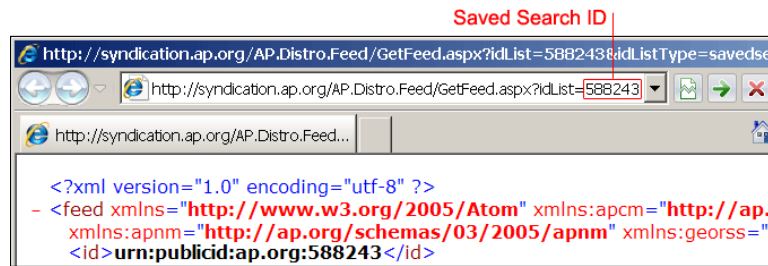 Saved Search ID
http://syndication.ap.org/AP.Distro.Feed/GetFeed.aspx?idList=588243&idListType=savedse
http://syndication.ap.org/AP.Distro.Feed/GetFeed.aspx?idList=588243
http://syndication.ap.org/AP.Distro.Feed...
<?xml version="1.0" encoding="utf-8" ?>
- <feed xmlns="http://www.w3.org/2005/Atom" xmlns:apcm="http://ap.
xmlns:apnm="http://ap.org/schemas/03/2005/apnm" xmlns:georss="
<id>urn:publicid:ap.org:588243</id>